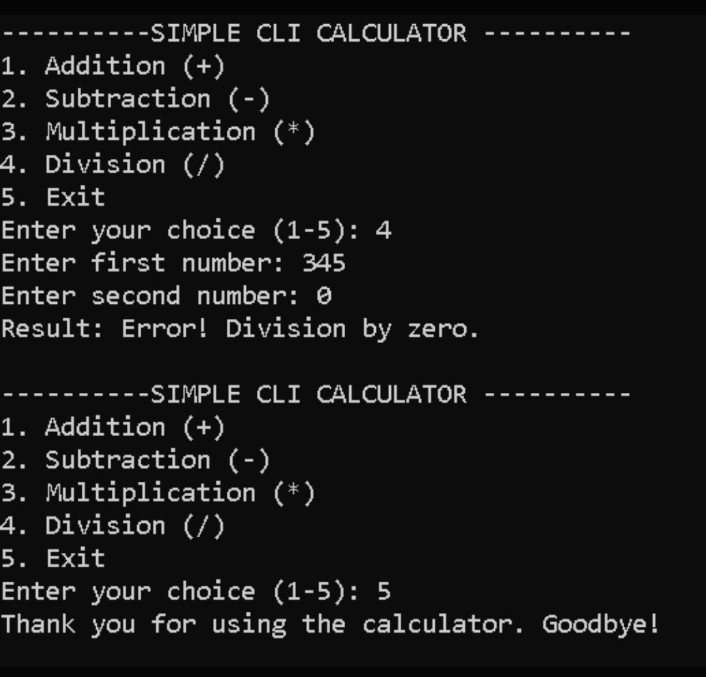 ----------SIMPLE CLI CALCULATOR ----------
1. Addition (+)
2. Subtraction (-)
3. Multiplication (*)
4. Division (/)
5. Exit
Enter your choice (1-5): 4
Enter first number: 345
Enter second number: 0
Result: Error! Division by zero.

----------SIMPLE CLI CALCULATOR ----------
1. Addition (+)
2. Subtraction (-)
3. Multiplication (*)
4. Division (/)
5. Exit
Enter your choice (1-5): 5
Thank you for using the calculator. Goodbye!